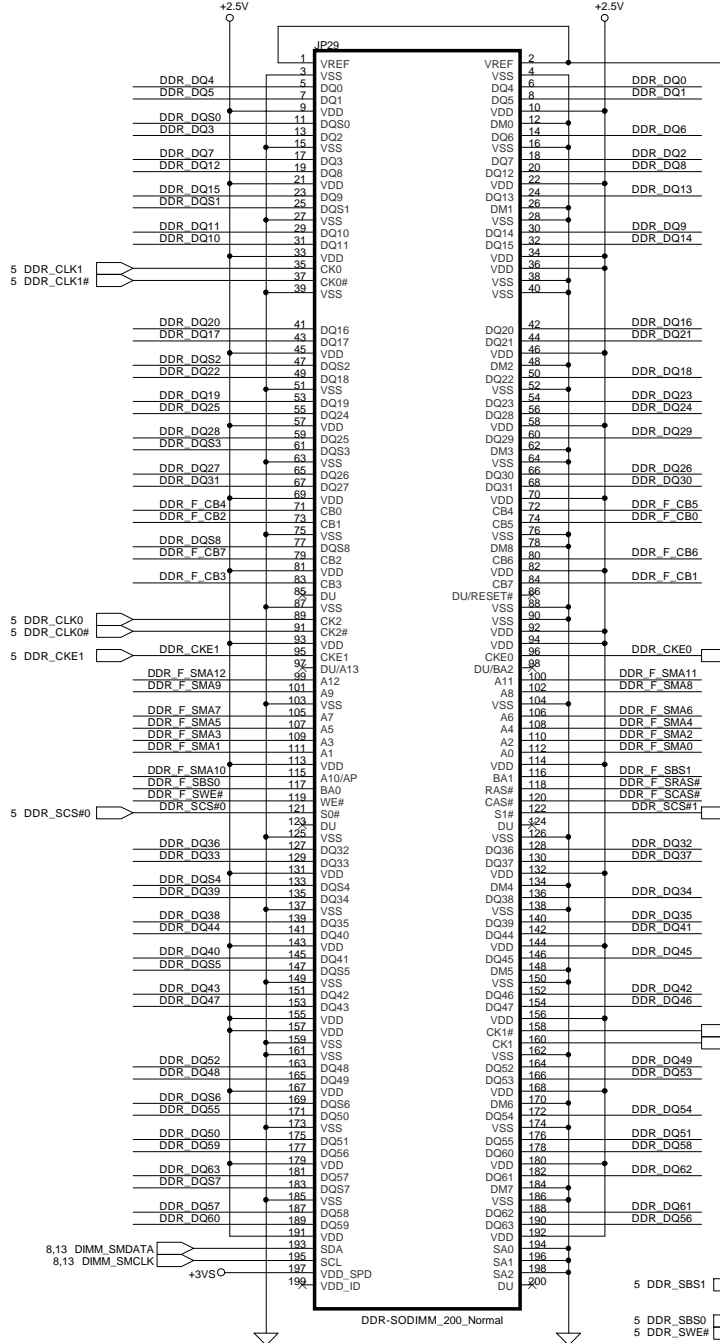 +2.5V +2.5V
JP29
1 VREF VREF 2
3 VSS VSS 4
DDR_DQ4 5 DQ0 DQ4 6 DDR_DQ0
DDR_DQ5 7 DQ1 DQ5 8 DDR_DQ1
9 VDD VDD 10
DDR_DQS0 11 DQS0 DM0 12
DDR_DQ3 13 DQ2 DQ6 14 DDR_DQ6
15 VSS VSS 16
DDR_DQ7 17 DQ3 DQ7 18 DDR_DQ2
DDR_DQ12 19 DQ8 DQ12 20 DDR_DQ8
21 VDD VDD 22
DDR_DQ15 23 DQ9 DQ13 24 DDR_DQ13
DDR_DQS1 25 DQS1 DM1 26
27 VSS VSS 28
DDR_DQ11 29 DQ10 DQ14 30 DDR_DQ9
DDR_DQ10 31 DQ11 DQ15 32 DDR_DQ14
33 VDD VDD 34
5 DDR_CLK1 35 CK0 VDD 36
5 DDR_CLK1# 37 CK0# VSS 38
39 VSS VSS 40
DDR_DQ20 41 DQ16 DQ20 42 DDR_DQ16
DDR_DQ17 43 DQ17 DQ21 44 DDR_DQ21
45 VDD VDD 46
DDR_DQS2 47 DQS2 DM2 48
DDR_DQ22 49 DQ18 DQ22 50 DDR_DQ18
51 VSS VSS 52
DDR_DQ19 53 DQ19 DQ23 54 DDR_DQ23
DDR_DQ25 55 DQ24 DQ28 56 DDR_DQ24
57 VDD VDD 58
DDR_DQ28 59 DQ25 DQ29 60 DDR_DQ29
DDR_DQS3 61 DQS3 DM3 62
63 VSS VSS 64
DDR_DQ27 65 DQ26 DQ30 66 DDR_DQ26
DDR_DQ31 67 DQ27 DQ31 68 DDR_DQ30
69 VDD VDD 70
DDR_F_CB4 71 CB0 CB4 72 DDR_F_CB5
DDR_F_CB2 73 CB1 CB5 74 DDR_F_CB0
75 VSS VSS 76
DDR_DQS8 77 DQS8 DM8 78
DDR_F_CB7 79 CB2 CB6 80 DDR_F_CB6
81 VDD VDD 82
DDR_F_CB3 83 CB3 CB7 84 DDR_F_CB1
85 DU DU/RESET# 86
87 VSS VSS 88
5 DDR_CLK0 89 CK2 VSS 90
5 DDR_CLK0# 91 CK2# VDD 92
93 VDD VDD 94
5 DDR_CKE1 DDR_CKE1 95 CKE1 CKE0 96 DDR_CKE0
97 DU/A13 DU/BA2 98
DDR_F_SMA12 99 A12 A11 100 DDR_F_SMA11
DDR_F_SMA9 101 A9 A8 102 DDR_F_SMA8
103 VSS VSS 104
DDR_F_SMA7 105 A7 A6 106 DDR_F_SMA6
DDR_F_SMA5 107 A5 A4 108 DDR_F_SMA4
DDR_F_SMA3 109 A3 A2 110 DDR_F_SMA2
DDR_F_SMA1 111 A1 A0 112 DDR_F_SMA0
113 VDD VDD 114
DDR_F_SMA10 115 A10/AP BA1 116 DDR_F_SBS1
DDR_F_SBS0 117 BA0 RAS# 118 DDR_F_SRAS#
DDR_F_SWE# 119 WE# CAS# 120 DDR_F_SCAS#
5 DDR_SCS#0 DDR_SCS#0 121 S0# S1# 122 DDR_SCS#1
123 DU DU 124
125 VSS VSS 126
DDR_DQ36 127 DQ32 DQ36 128 DDR_DQ32
DDR_DQ33 129 DQ33 DQ37 130 DDR_DQ37
131 VDD VDD 132
DDR_DQS4 133 DQS4 DM4 134
DDR_DQ39 135 DQ34 DQ38 136 DDR_DQ34
137 VSS VSS 138
DDR_DQ38 139 DQ35 DQ39 140 DDR_DQ35
DDR_DQ44 141 DQ40 DQ44 142 DDR_DQ41
143 VDD VDD 144
DDR_DQ40 145 DQ41 DQ45 146 DDR_DQ45
DDR_DQS5 147 DQS5 DM5 148
149 VSS VSS 150
DDR_DQ43 151 DQ42 DQ46 152 DDR_DQ42
DDR_DQ47 153 DQ43 DQ47 154 DDR_DQ46
155 VDD VDD 156
157 VDD CK1# 158
159 VSS CK1 160
161 VSS VSS 162
DDR_DQ52 163 DQ48 DQ52 164 DDR_DQ49
DDR_DQ48 165 DQ49 DQ53 166 DDR_DQ53
167 VDD VDD 168
DDR_DQS6 169 DQS6 DM6 170
DDR_DQ55 171 DQ50 DQ54 172 DDR_DQ54
173 VSS VSS 174
DDR_DQ50 175 DQ51 DQ55 176 DDR_DQ51
DDR_DQ59 177 DQ56 DQ60 178 DDR_DQ58
179 VDD VDD 180
DDR_DQ63 181 DQ57 DQ61 182 DDR_DQ62
DDR_DQS7 183 DQS7 DM7 184
185 VSS VSS 186
DDR_DQ57 187 DQ58 DQ62 188 DDR_DQ61
DDR_DQ60 189 DQ59 DQ63 190 DDR_DQ56
191 VDD VDD 192
8,13 DIMM_SMDATA 193 SDA SA0 194
8,13 DIMM_SMCLK 195 SCL SA1 196
+3VS 197 VDD_SPD SA2 198
199 VDD_ID DU 200
5 DDR_SBS1
DDR-SODIMM_200_Normal
5 DDR_SBS0
5 DDR_SWE#